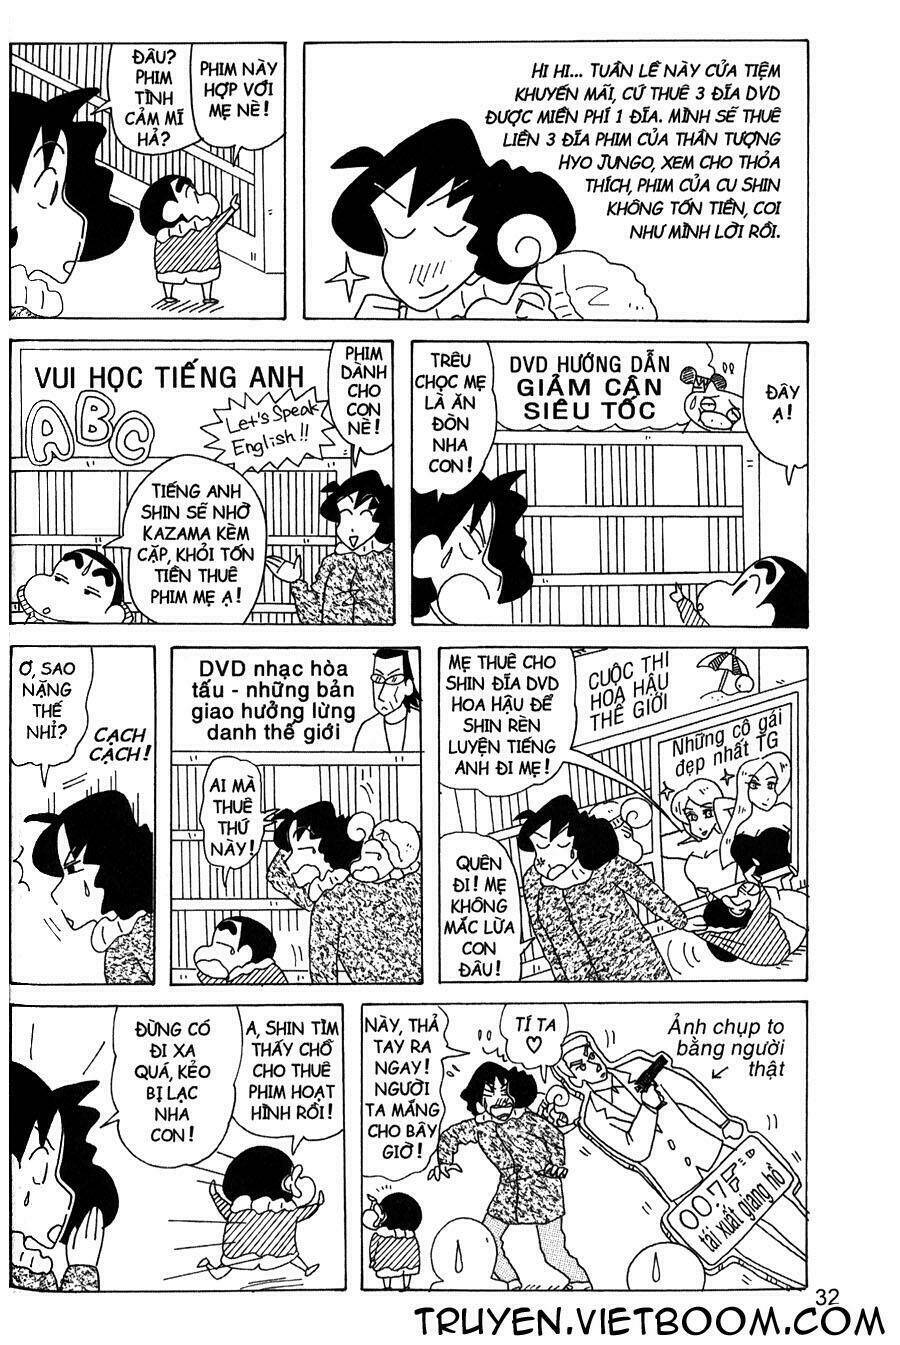 HI HI... TUẦN LỄ NÀY CỦA TIỆM
KHUYẾN MÃI, CỨ THUÊ 3 ĐĨA DVD
ĐƯỢC MIỄN PHÍ 1 ĐĨA. MÌNH SẼ THUÊ
LIỀN 3 ĐĨA PHIM CỦA THẦN TƯỢNG
HYO JUNGO, XEM CHO THỎA
THÍCH, PHIM CỦA CU SHIN
KHÔNG TỐN TIỀN, COI
NHƯ MÌNH LỜI RỒI.
PHIM NÀY
HỢP VỚI
MẸ NÈ!
ĐÂU?
PHIM
TÌNH
CẢM MĨ
HẢ?
ĐÂY
Ạ!
DVD HƯỚNG DẪN
GIẢM CÂN
SIÊU TỐC
TRÊU
CHỌC MẸ
LÀ ĂN
ĐÒN
NHA
CON!
PHIM
DÀNH
CHO
CON
NÈ!
VUI HỌC TIẾNG ANH
ABC
Let's Speak
English!!
TIẾNG ANH
SHIN SẼ NHỜ
KAZAMA KÈM
CẶP, KHỎI TỐN
TIỀN THUÊ
PHIM MẸ Ạ!
MẸ THUÊ CHO
SHIN ĐĨA DVD
HOA HẬU ĐỂ
SHIN RÈN
LUYỆN TIẾNG
ANH ĐI MẸ!
CUỘC THI
HOA HẬU
THẾ GIỚI
Những cô gái
đẹp nhất TG
QUÊN
ĐI! MẸ
KHÔNG
MẮC LỪA
CON
ĐÂU!
DVD nhạc hòa
tấu - những bản
giao hưởng lừng
danh thế giới
AI MÀ
THUÊ
THỨ
NÀY!
Ơ, SAO
NẶNG
THẾ
NHỈ?
CẠCH
CẠCH!
Ảnh chụp to
bằng người
thật
TÍ TA
♡
007
tái xuất giang hồ
NÀY, THẢ
TAY RA
NGAY!
NGƯỜI
TA MẮNG
CHO BÂY
GIỜ!
A, SHIN TÌM
THẤY CHỖ
CHO THUÊ
PHIM HOẠT
HÌNH RỒI!
ĐỪNG CÓ
ĐI XA
QUÁ, KẺO
BỊ LẠC
NHA
CON!
32
TRUYEN.VIETBOOM.COM